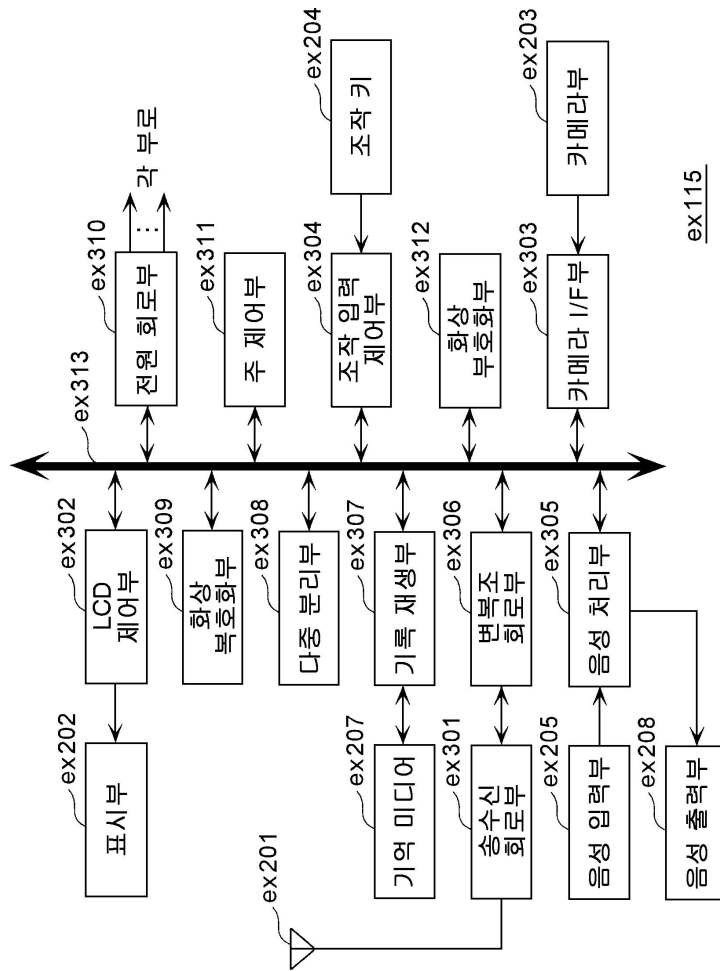 ex201
ex202
표시부
ex302
LCD
제어부
ex313
ex310
전원 회로부
각 부로
...
ex309
화상
복호화부
ex311
주 제어부
ex308
다중 분리부
ex304
조작 입력
제어부
ex204
조작 키
ex207
기억 미디어
ex307
기록 재생부
ex312
화상
부호화부
ex301
송수신
회로부
ex306
변복조
회로부
ex303
카메라 I/F부
ex203
카메라부
ex205
음성 입력부
ex305
음성 처리부
ex208
음성 출력부
ex115